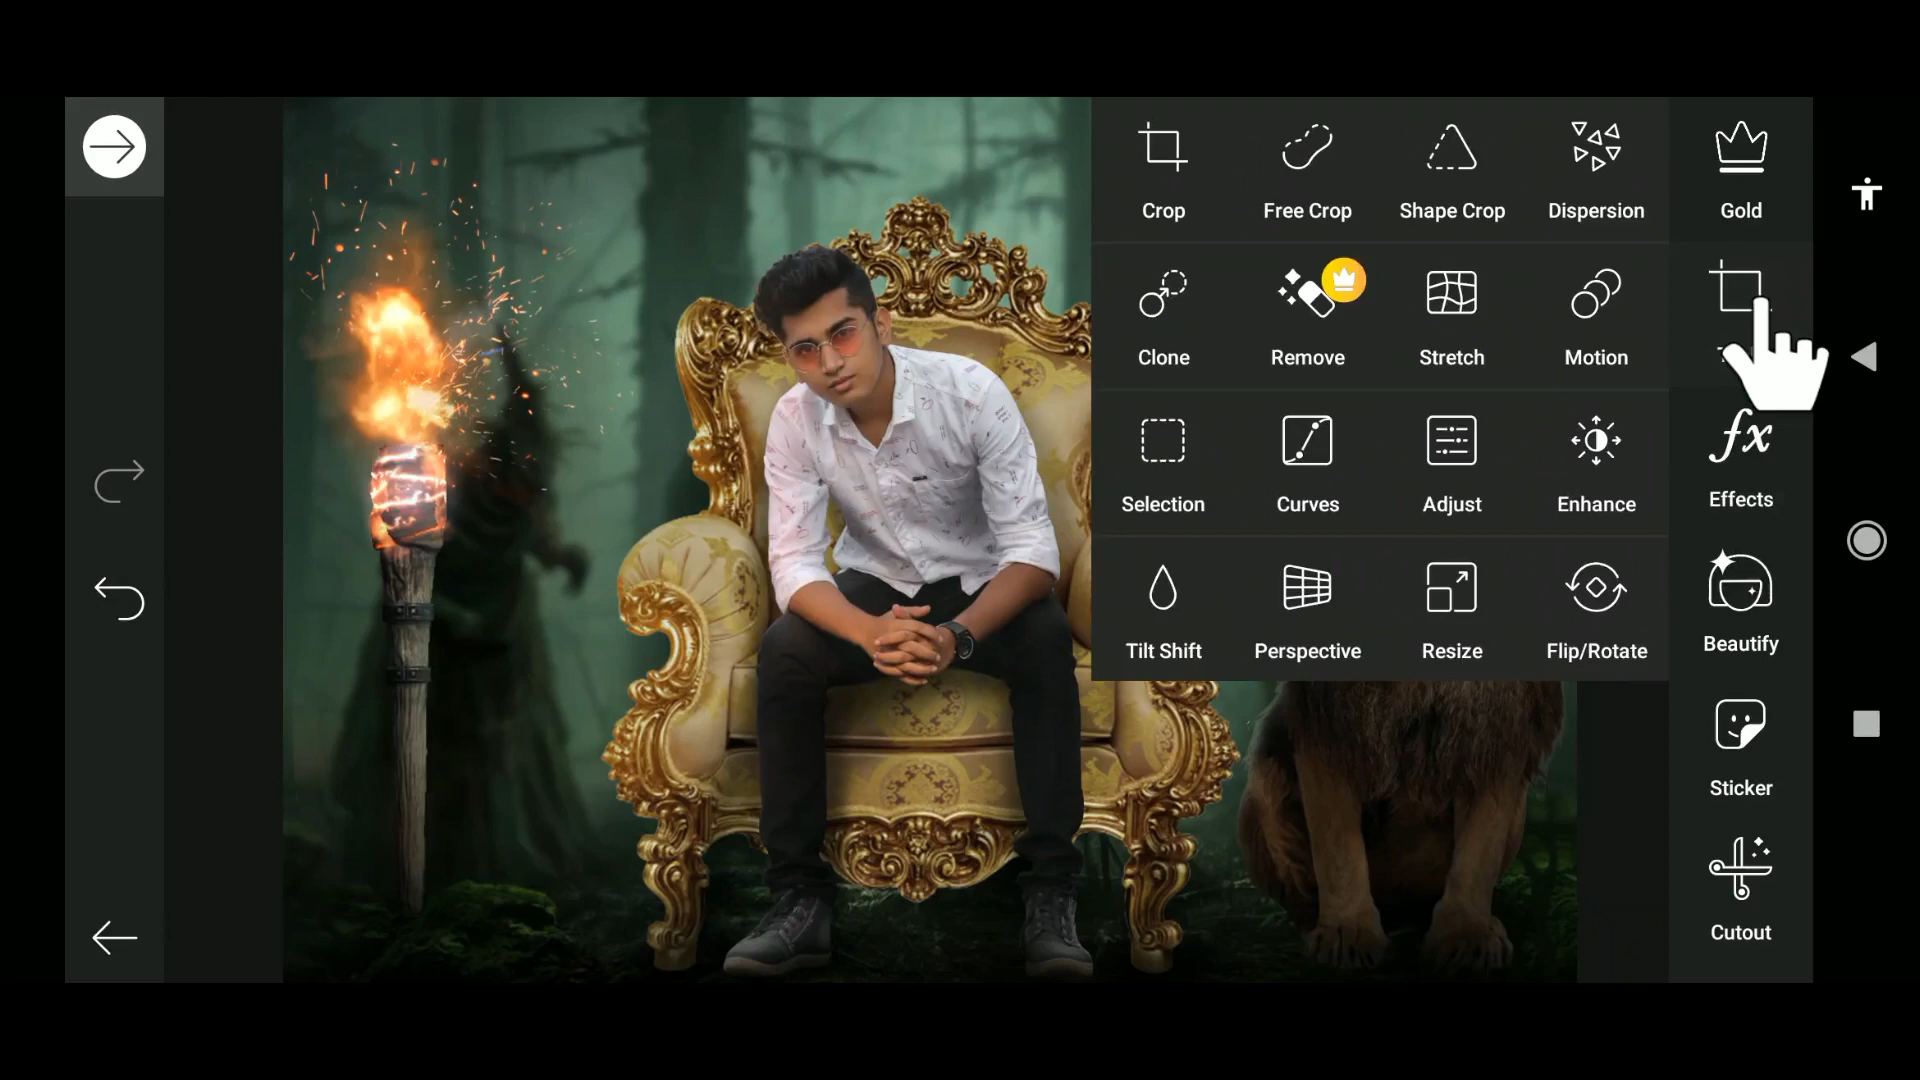 Crop
Free Crop
Shape Crop
Dispersion
Gold
Clone
Remove
Stretch
Motion
Selection
Curves
Adjust
Enhance
fx
Effects
Tilt Shift
Perspective
Resize
Flip/Rotate
Beautify
Sticker
Cutout